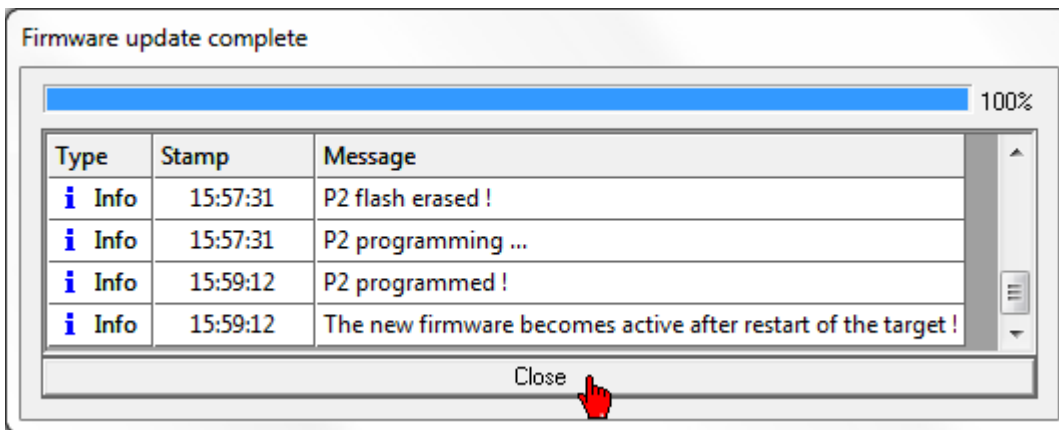 Firmware update complete
100%
Type Stamp Message
i Info 15:57:31 P2 flash erased !
i Info 15:57:31 P2 programming ...
i Info 15:59:12 P2 programmed !
i Info 15:59:12 The new firmware becomes active after restart of the target !
Close